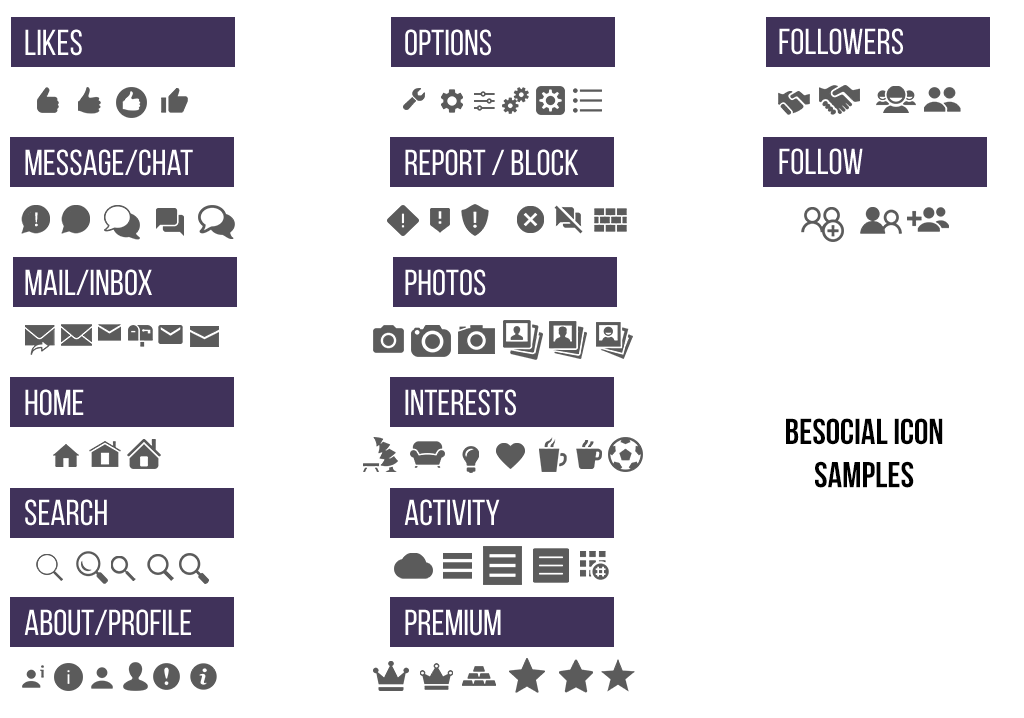 LIKES
MESSAGE/CHAT
MAIL/INBOX
HOME
SEARCH
ABOUT/PROFILE
OPTIONS
REPORT / BLOCK
PHOTOS
INTERESTS
ACTIVITY
PREMIUM
FOLLOWERS
FOLLOW
BESOCIAL ICON
SAMPLES